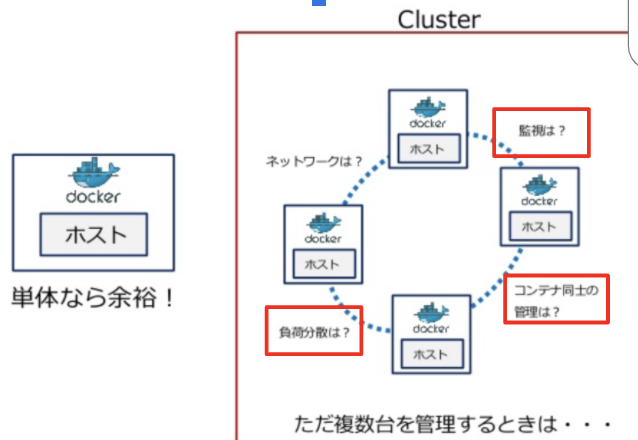 Cluster
docker
ホスト
監視は？
ネットワークは？
docker
ホスト
単体なら余裕！
docker
ホスト
docker
ホスト
コンテナ同士の
管理は？
負荷分散は？
docker
ホスト
ただ複数台を管理するときは・・・